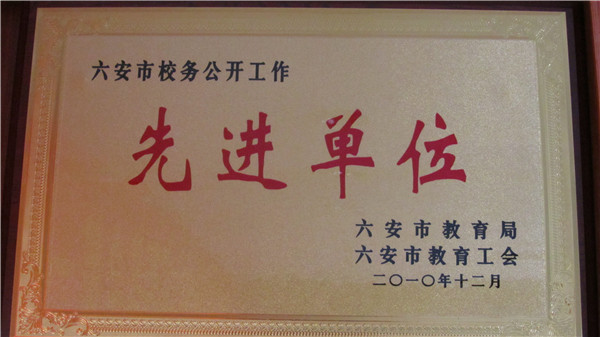 六安市校务公开工作
先进单位
六安市教育局
六安市教育工会
二〇一〇年十二月